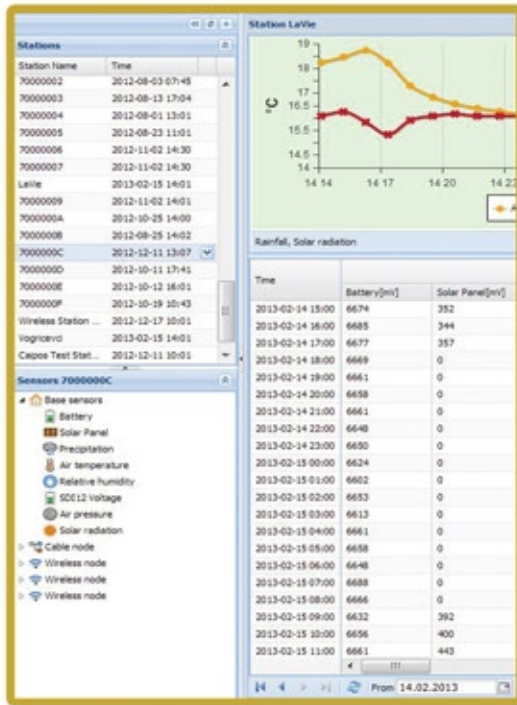 Stations
Station Name Time
70000002 2012-08-03 07:45
70000003 2012-08-13 17:04
70000004 2012-08-01 13:01
70000005 2012-08-23 11:01
70000006 2012-11-02 14:30
70000007 2012-11-02 14:30
LaVie 2013-02-15 14:01
70000009 2012-11-02 14:01
7000000A 2012-10-25 14:00
7000000B 2012-08-25 14:02
7000000C 2012-12-11 13:07
7000000D 2012-10-11 17:41
7000000E 2012-10-12 16:01
7000000F 2012-10-19 10:43
Wireless Station ... 2012-12-17 10:01
Vogricevo 2013-02-15 14:01
Caipos Test Stat... 2012-12-11 10:01
Sensors 7000000C
Base sensors
Battery
Solar Panel
Precipitation
Air temperature
Relative humidity
SDI12 Voltage
Air pressure
Solar radiation
Cable node
Wireless node
Wireless node
Wireless node
Station LaVie
°C
19
18
17
16.5
15.5
14.5
14
14 14 14 17 14 20 14 23
A
Rainfall, Solar radiation
Time Battery[mV] Solar Panel[mV]
2013-02-14 15:00 6674 352
2013-02-14 16:00 6685 344
2013-02-14 17:00 6677 357
2013-02-14 18:00 6669 0
2013-02-14 19:00 6661 0
2013-02-14 20:00 6658 0
2013-02-14 21:00 6661 0
2013-02-14 22:00 6648 0
2013-02-14 23:00 6650 0
2013-02-15 00:00 6624 0
2013-02-15 01:00 6602 0
2013-02-15 02:00 6653 0
2013-02-15 03:00 6613 0
2013-02-15 04:00 6661 0
2013-02-15 05:00 6658 0
2013-02-15 06:00 6648 0
2013-02-15 07:00 6688 0
2013-02-15 08:00 6666 0
2013-02-15 09:00 6632 392
2013-02-15 10:00 6656 400
2013-02-15 11:00 6661 443
From 14.02.2013